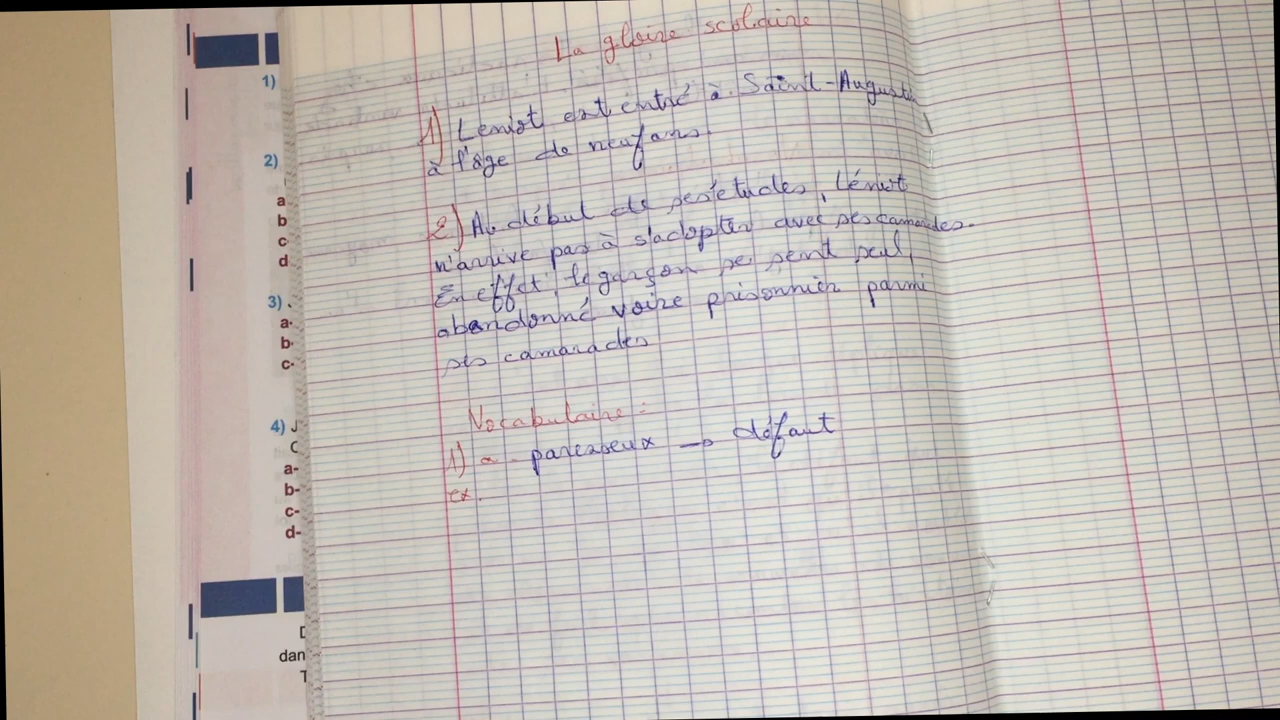 La gloire scolaire
1) Leniot est entré à Saint-Augustin
à l'âge de neuf ans.
2) Au début de ses études, Léniot
n'arrive pas à s'adapter avec ses camarades.
En effet, le garçon se sent seul,
abandonné voire prisonnier parmi
ses camarades
Vocabulaire :
1) a- paresseux → défaut
ex.
1)
2)
a
b
c
d
3)
a-
b-
c-
4) J
a-
b-
c-
d-
dan
T